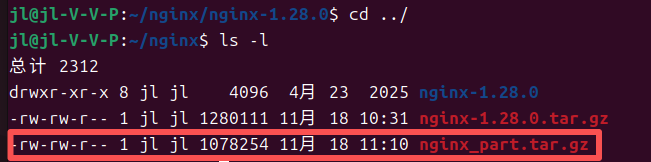 jl@jl-V-V-P:~/nginx/nginx-1.28.0$ cd ../
jl@jl-V-V-P:~/nginx$ ls -l
总计 2312
drwxr-xr-x 8 jl jl    4096  4月 23  2025 nginx-1.28.0
-rw-rw-r-- 1 jl jl 1280111 11月 18 10:31 nginx-1.28.0.tar.gz
-rw-rw-r-- 1 jl jl 1078254 11月 18 11:10 nginx_part.tar.gz